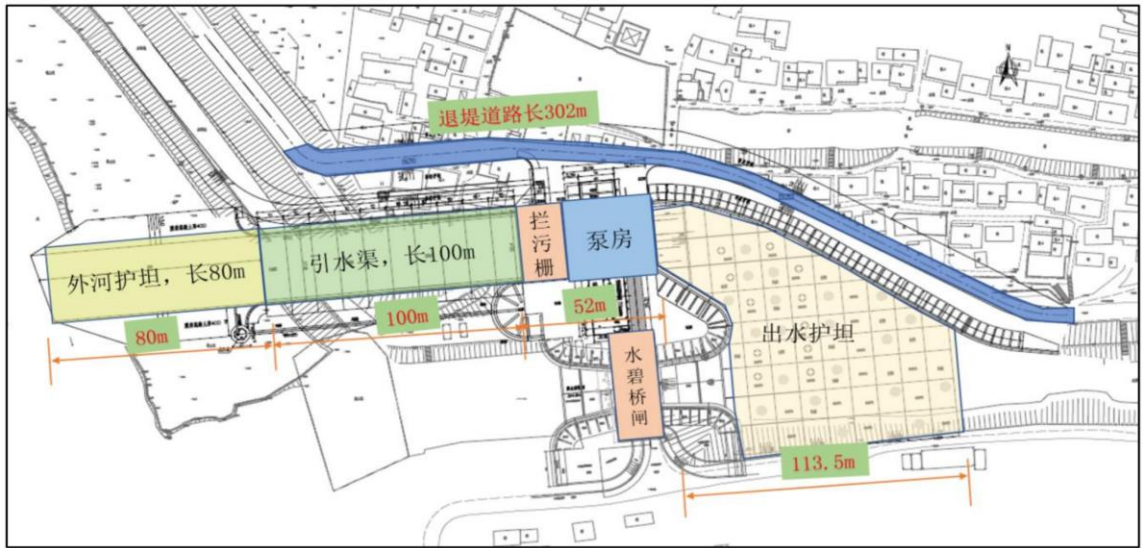 退堤道路长302m
拦污栅
泵房
引水渠，长100m
外河护坦，长80m
80m
100m
52m
水碧桥闸
出水护坦
113.5m